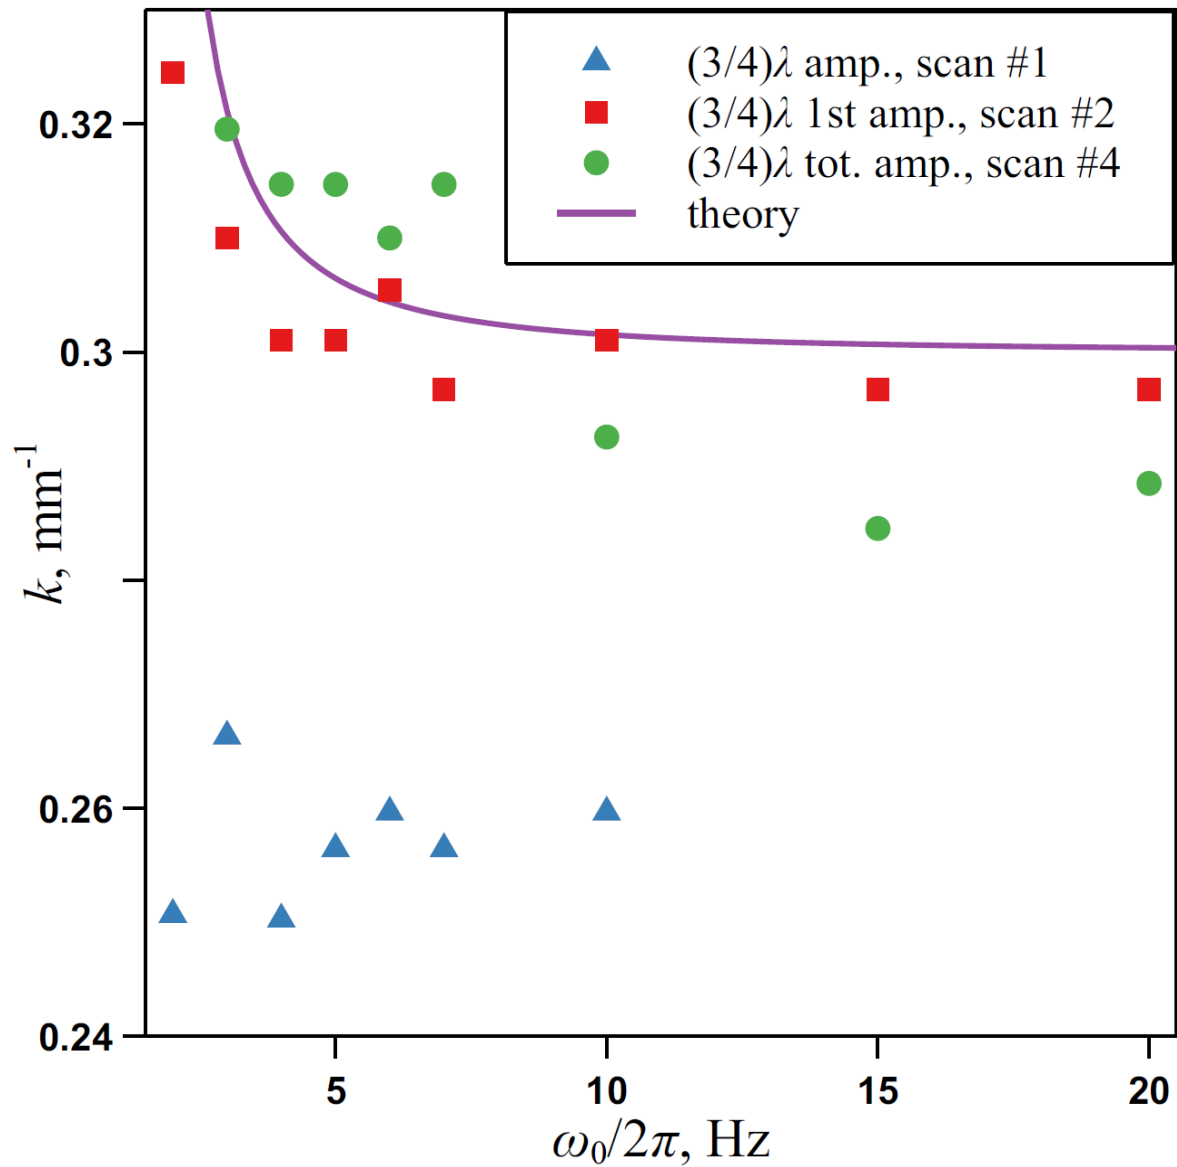 (3/4)λ amp., scan #1
(3/4)λ 1st amp., scan #2
(3/4)λ tot. amp., scan #4
theory
0.32
0.3
0.26
0.24
k, mm⁻¹
5 10 15 20
ω₀/2π, Hz